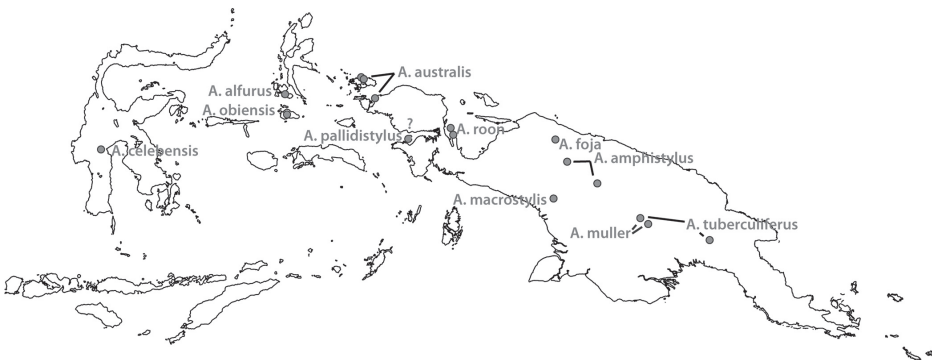 A. australis
A. alfurus
A. obiensis
?
A. roon
A. pallidistylus
A. foja
A. celebensis
A. amphistylus
A. macrostylis
A. tuberculiferus
A. muller